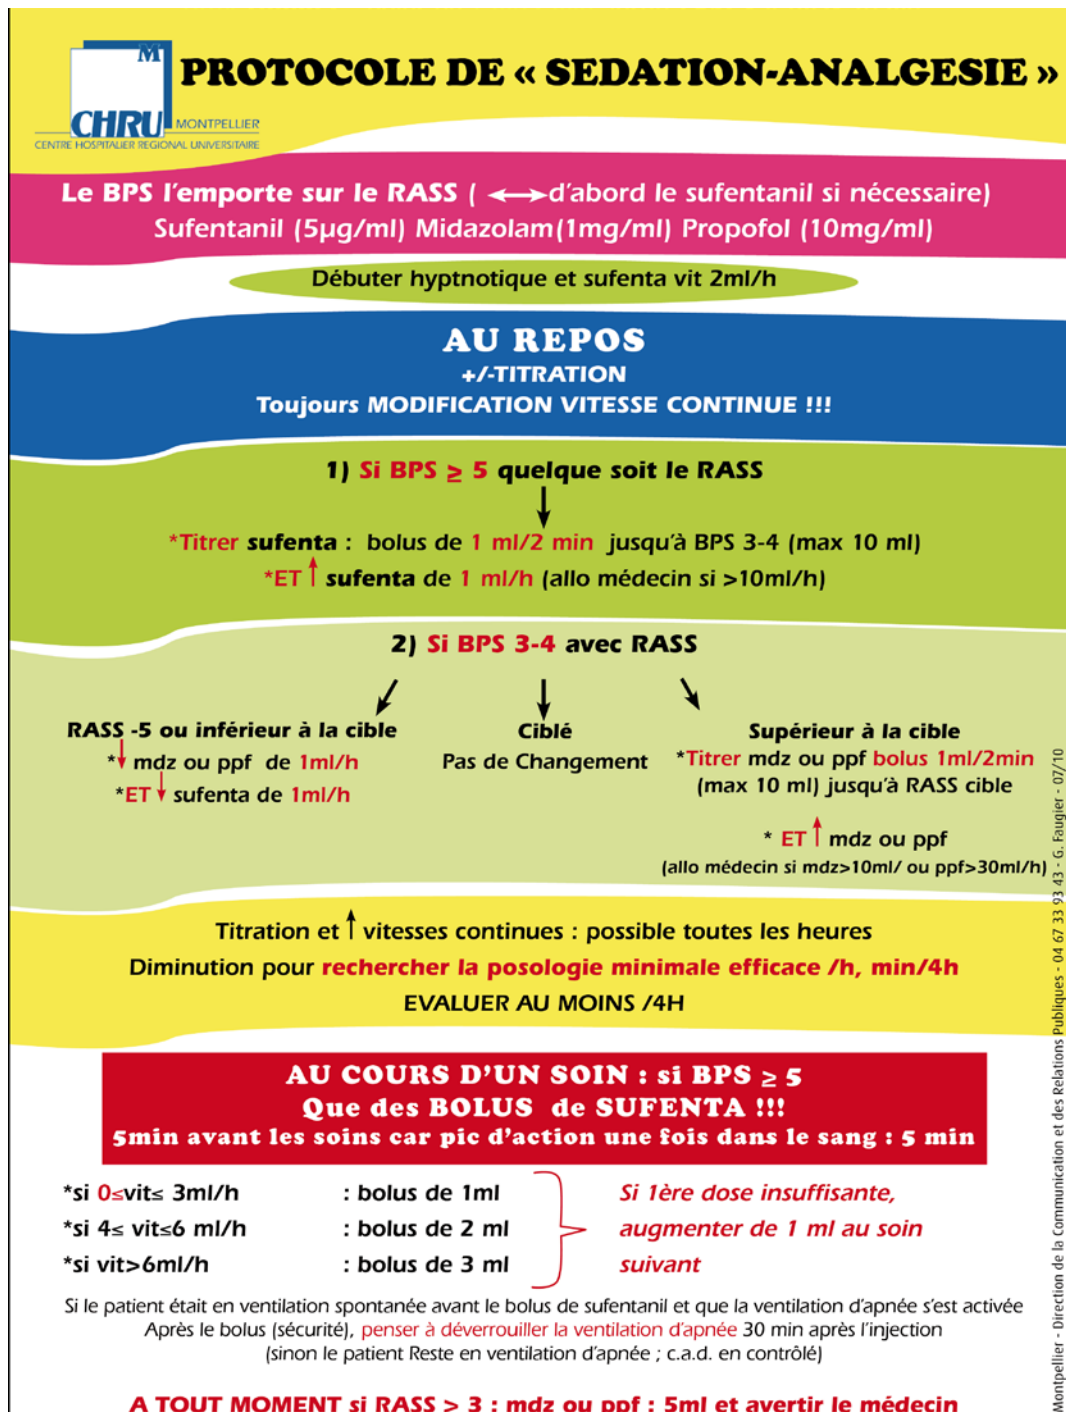 M
PROTOCOLE DE « SEDATION-ANALGESIE »
CHRU MONTPELLIER
CENTRE HOSPITALIER REGIONAL UNIVERSITAIRE
Le BPS l'emporte sur le RASS ( ↔d'abord le sufentanil si nécessaire)
Sufentanil (5µg/ml) Midazolam(1mg/ml) Propofol (10mg/ml)
Débuter hyptnotique et sufenta vit 2ml/h
AU REPOS
+/-TITRATION
Toujours MODIFICATION VITESSE CONTINUE !!!
1) Si BPS ≥ 5 quelque soit le RASS
*Titrer sufenta : bolus de 1 ml/2 min jusqu'à BPS 3-4 (max 10 ml)
*ET ↑ sufenta de 1 ml/h (allo médecin si >10ml/h)
2) Si BPS 3-4 avec RASS
RASS -5 ou inférieur à la cible
*↓ mdz ou ppf de 1ml/h
*ET ↓ sufenta de 1ml/h
Ciblé
Pas de Changement
Supérieur à la cible
*Titrer mdz ou ppf bolus 1ml/2min
(max 10 ml) jusqu'à RASS cible
* ET ↑ mdz ou ppf
(allo médecin si mdz>10ml/ ou ppf>30ml/h)
Titration et ↑ vitesses continues : possible toutes les heures
Diminution pour rechercher la posologie minimale efficace /h, min/4h
EVALUER AU MOINS /4H
AU COURS D'UN SOIN : si BPS ≥ 5
Que des BOLUS de SUFENTA !!!
5min avant les soins car pic d'action une fois dans le sang : 5 min
*si 0≤vit≤ 3ml/h : bolus de 1ml
*si 4≤ vit≤6 ml/h : bolus de 2 ml
*si vit>6ml/h : bolus de 3 ml
Si 1ère dose insuffisante,
augmenter de 1 ml au soin
suivant
Si le patient était en ventilation spontanée avant le bolus de sufentanil et que la ventilation d'apnée s'est activée
Après le bolus (sécurité), penser à déverrouiller la ventilation d'apnée 30 min après l'injection
(sinon le patient Reste en ventilation d'apnée ; c.a.d. en contrôlé)
A TOUT MOMENT si RASS > 3 : mdz ou ppf : 5ml et avertir le médecin
Montpellier - Direction de la Communication et des Relations Publiques - 04 67 33 93 43 - G. Faugier - 07/10